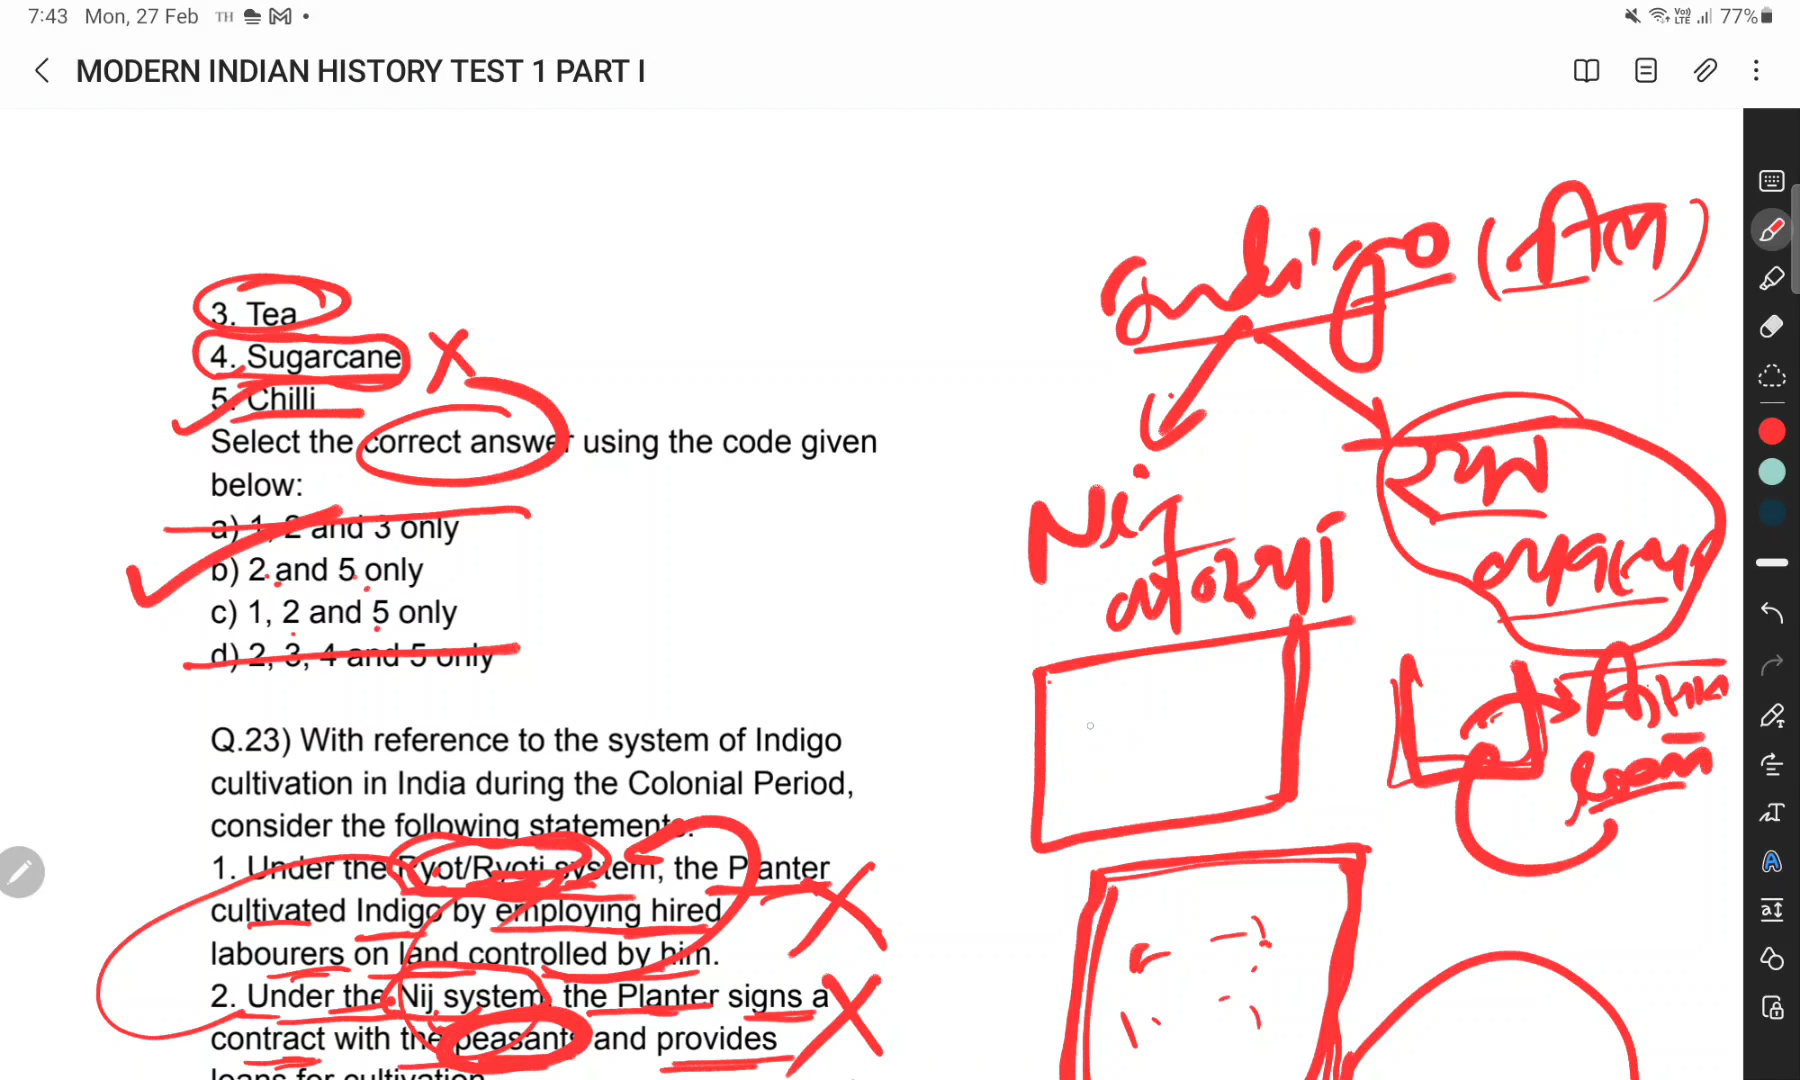 7:43 Mon, 27 Feb TH
77%
MODERN INDIAN HISTORY TEST 1 PART I
3. Tea
4. Sugarcane
5. Chilli
Select the correct answer using the code given
below:
a) 1, 2 and 3 only
b) 2 and 5 only
c) 1, 2 and 5 only
d) 2, 3, 4 and 5 only
Q.23) With reference to the system of Indigo
cultivation in India during the Colonial Period,
consider the following statements:
1. Under the Ryot/Ryoti system, the Planter
cultivated Indigo by employing hired
labourers on land controlled by him.
2. Under the Nij system, the Planter signs a
contract with the peasants and provides
loans for cultivation
Indigo (नील)
Nij